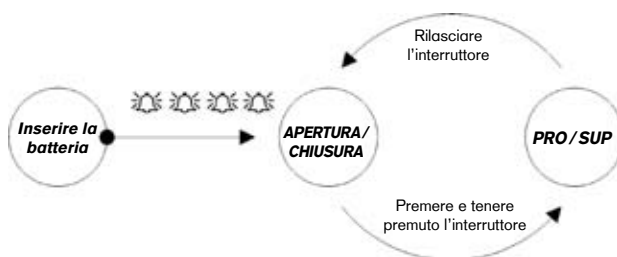 Rilasciare
l'interruttore
Inserire la
batteria
APERTURA/
CHIUSURA
PRO/SUP
Premere e tenere
premuto l'interruttore